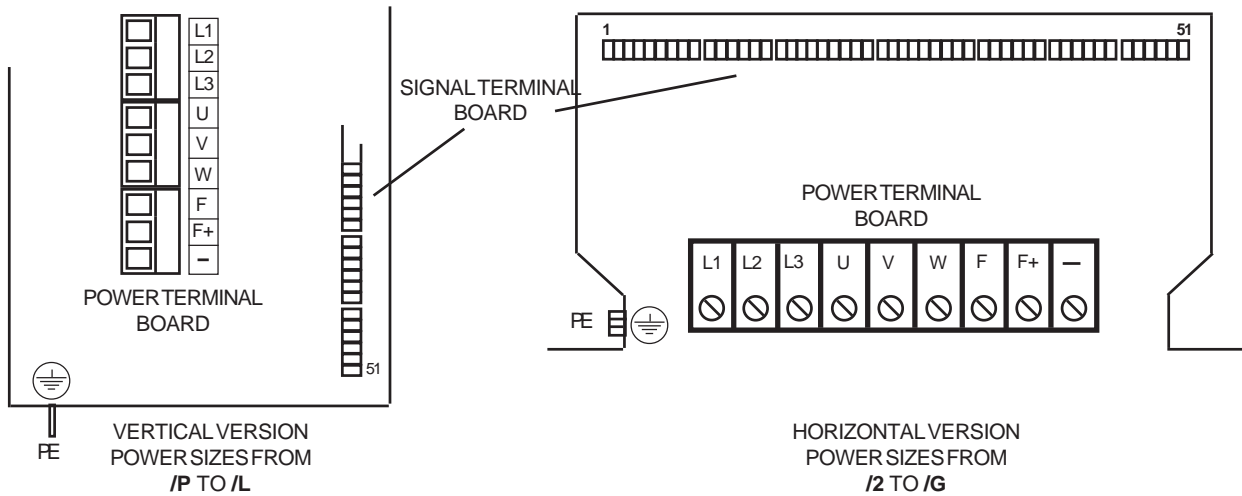 L1
L2
L3
U
V
W
F
F+
–
POWER TERMINAL
BOARD
PE
51
VERTICAL VERSION
POWER SIZES FROM
/P TO /L
SIGNAL TERMINAL
BOARD
1 51
POWER TERMINAL
BOARD
L1 L2 L3 U V W F F+ –
PE
HORIZONTAL VERSION
POWER SIZES FROM
/2 TO /G